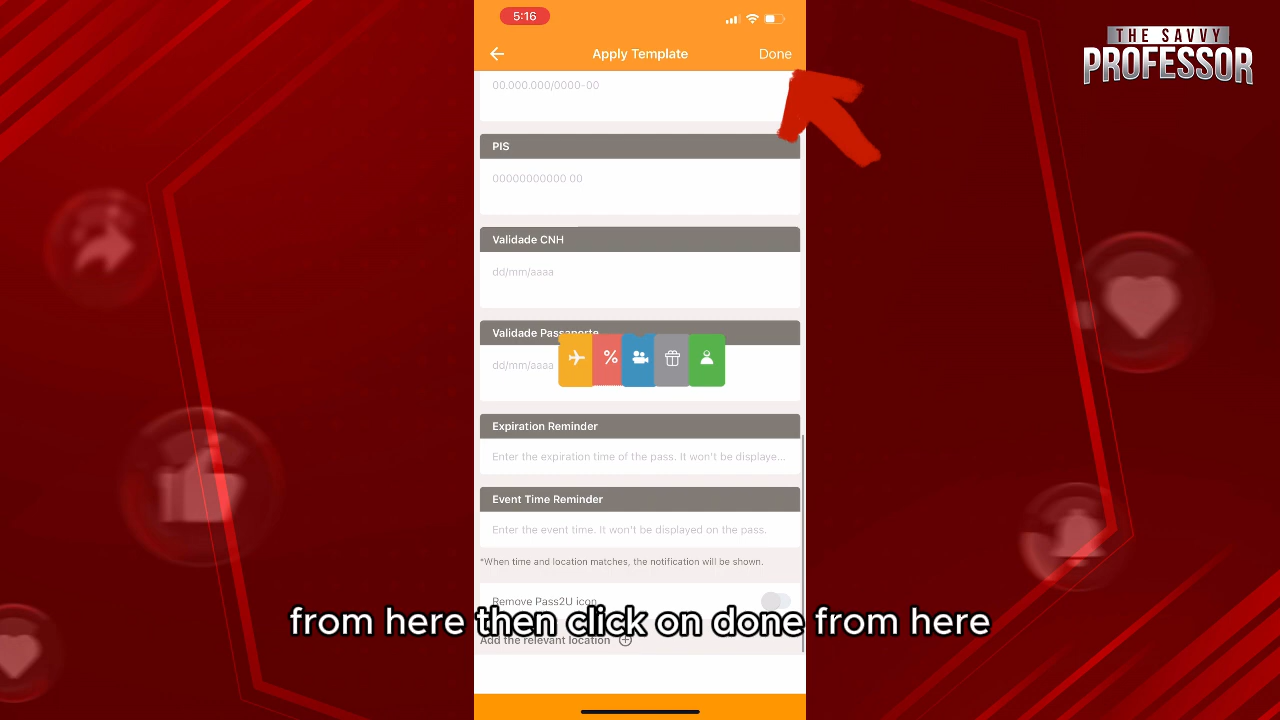 5:16
THE SAVVY
PROFESSOR
Apply Template
Done
00.000.000/0000-00
PIS
00000000000 00
Validade CNH
dd/mm/aaaa
Validade Passaporte
dd/mm/aaaa
%
Expiration Reminder
Enter the expiration time of the pass. It won't be displaye...
Event Time Reminder
Enter the event time. It won't be displayed on the pass.
*When time and location matches, the notification will be shown.
Remove Pass2U icon
from here then click on done from here
Add the relevant location